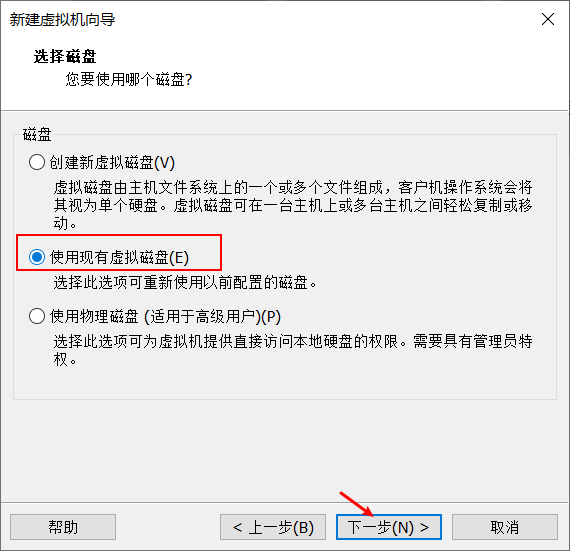 新建虚拟机向导
选择磁盘
您要使用哪个磁盘?
磁盘
创建新虚拟磁盘(V)
虚拟磁盘由主机文件系统上的一个或多个文件组成，客户机操作系统会将
其视为单个硬盘。虚拟磁盘可在一台主机上或多台主机之间轻松复制或移
动。
使用现有虚拟磁盘(E)
选择此选项可重新使用以前配置的磁盘。
使用物理磁盘 (适用于高级用户)(P)
选择此选项可为虚拟机提供直接访问本地硬盘的权限。需要具有管理员特
权。
帮助
< 上一步(B)
下一步(N) >
取消